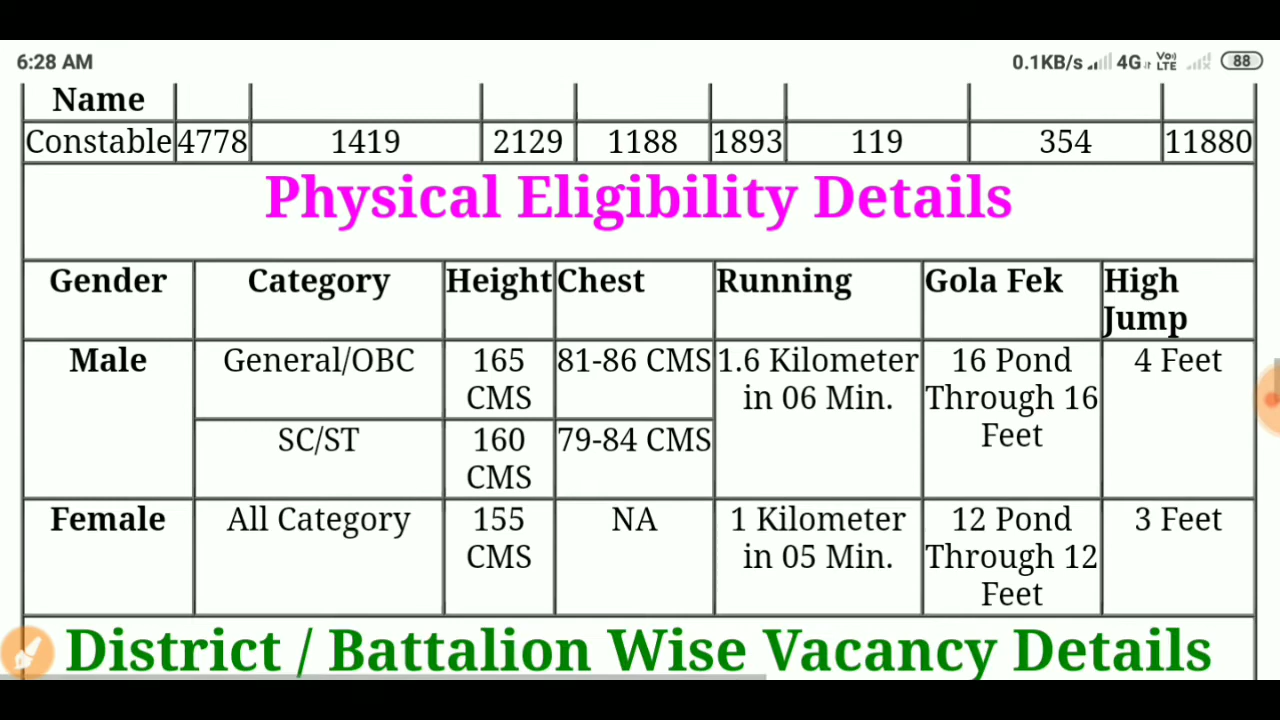 6:28 AM 0.1KB/s 4G Vo) LTE 88
Name
Constable 4778 1419 2129 1188 1893 119 354 11880
Physical Eligibility Details
Gender Category Height Chest Running Gola Fek High
Jump
Male General/OBC 165 81-86 CMS 1.6 Kilometer 16 Pond 4 Feet
CMS in 06 Min. Through 16
Feet
SC/ST 160 79-84 CMS
CMS
Female All Category 155 NA 1 Kilometer 12 Pond 3 Feet
CMS in 05 Min. Through 12
Feet
District / Battalion Wise Vacancy Details